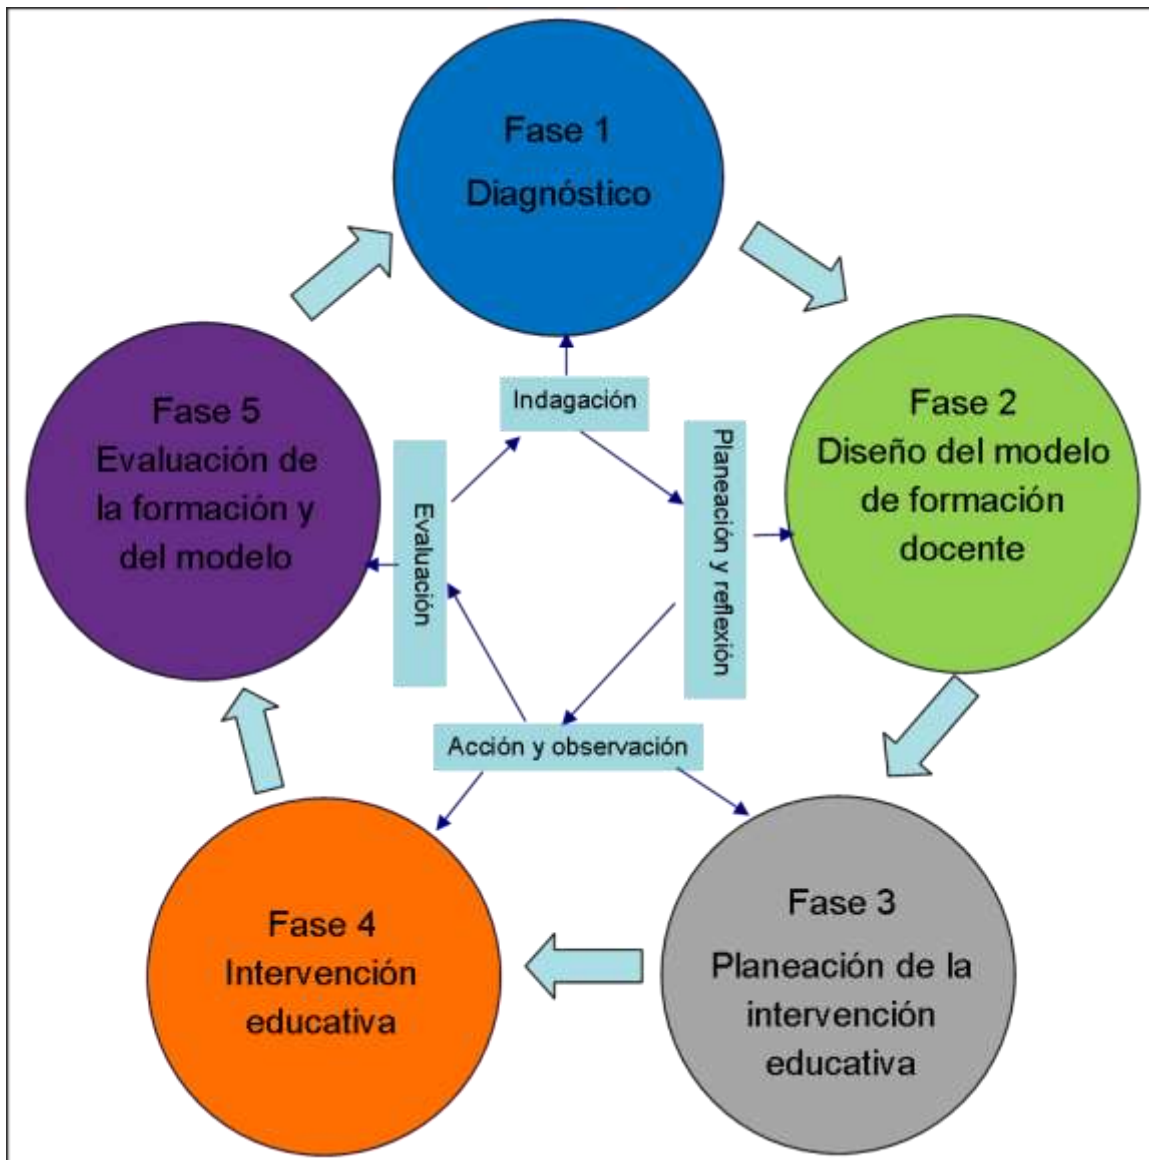 Fase 1
Diagnóstico
Fase 2
Diseño del modelo
de formación
docente
Fase 3
Planeación de la
intervención
educativa
Fase 4
Intervención
educativa
Fase 5
Evaluación de
la formación y
del modelo
Indagación
Planeación y reflexión
Acción y observación
Evaluación